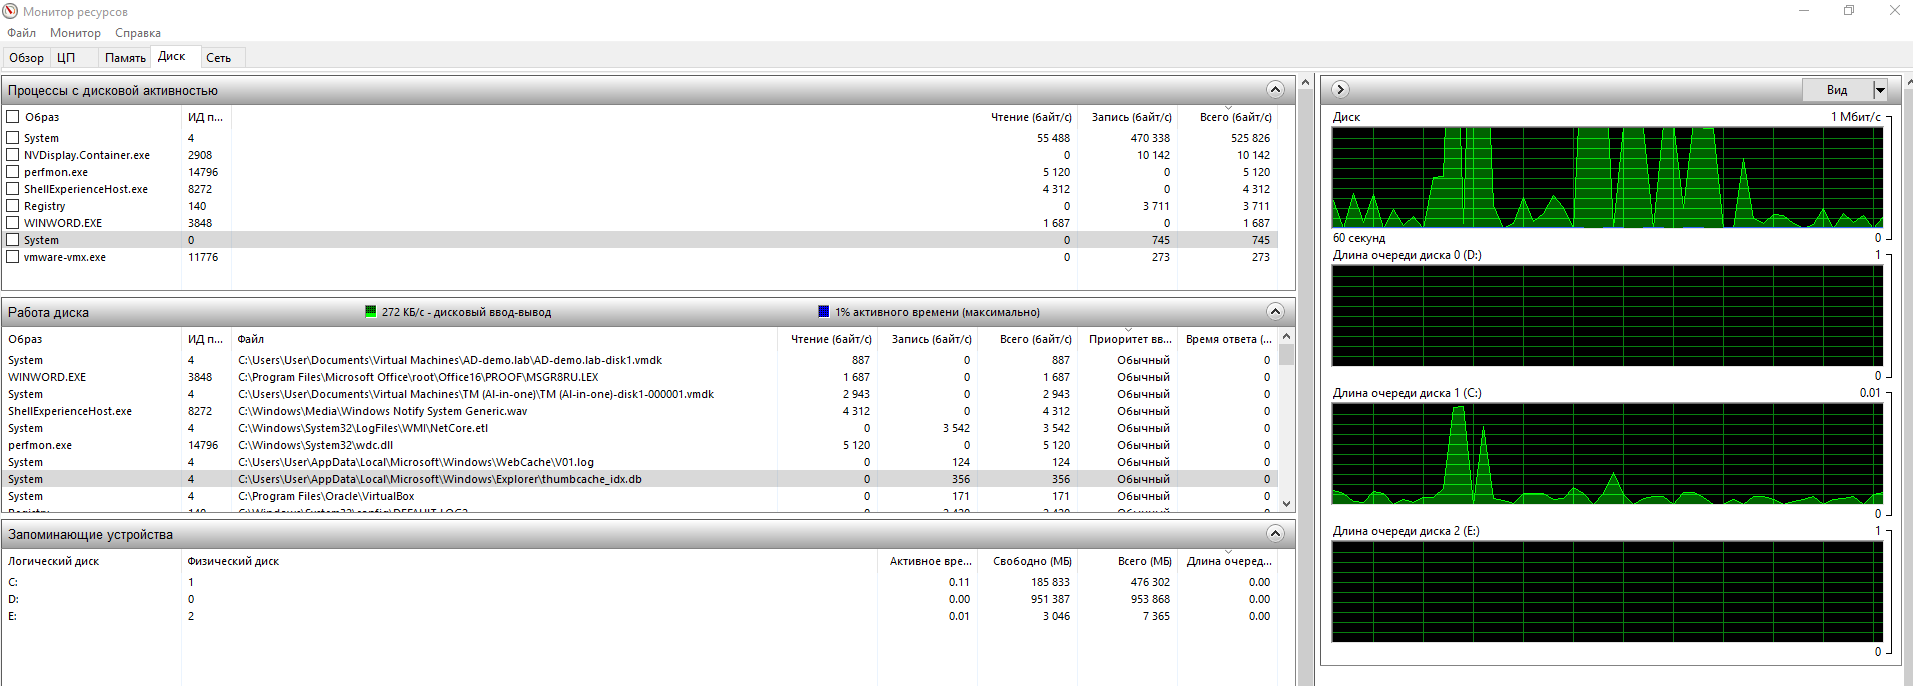 Монитор ресурсов
Файл Монитор Справка
Обзор ЦП Память Диск Сеть
Процессы с дисковой активностью
Образ ИД п... Чтение (байт/с) Запись (байт/с) Всего (байт/с)
System 4 55 488 470 338 525 826
NVDisplay.Container.exe 2908 0 10 142 10 142
perfmon.exe 14796 5 120 0 5 120
ShellExperienceHost.exe 8272 4 312 0 4 312
Registry 140 0 3 711 3 711
WINWORD.EXE 3848 1 687 0 1 687
System 0 0 745 745
vmware-vmx.exe 11776 0 273 273
Работа диска 272 КБ/с - дисковый ввод-вывод 1% активного времени (максимально)
Образ ИД п... Файл Чтение (байт/с) Запись (байт/с) Всего (байт/с) Приоритет вв... Время ответа (...
System 4 C:\Users\User\Documents\Virtual Machines\AD-demo.lab\AD-demo.lab-disk1.vmdk 887 0 887 Обычный 0
WINWORD.EXE 3848 C:\Program Files\Microsoft Office\root\Office16\PROOF\MSGR8RU.LEX 1 687 0 1 687 Обычный 0
System 4 C:\Users\User\Documents\Virtual Machines\TM (Al-in-one)\TM (Al-in-one)-disk1-000001.vmdk 2 943 0 2 943 Обычный 0
ShellExperienceHost.exe 8272 C:\Windows\Media\Windows Notify System Generic.wav 4 312 0 4 312 Обычный 0
System 4 C:\Windows\System32\LogFiles\WMI\NetCore.etl 0 3 542 3 542 Обычный 0
perfmon.exe 14796 C:\Windows\System32\wdc.dll 5 120 0 5 120 Обычный 0
System 4 C:\Users\User\AppData\Local\Microsoft\Windows\WebCache\V01.log 0 124 124 Обычный 0
System 4 C:\Users\User\AppData\Local\Microsoft\Windows\Explorer\thumbcache_idx.db 0 356 356 Обычный 0
System 4 C:\Program Files\Oracle\VirtualBox 0 171 171 Обычный 0
Запоминающие устройства
Логический диск Физический диск Активное вре... Свободно (МБ) Всего (МБ) Длина очеред...
C: 1 0.11 185 833 476 302 0.00
D: 0 0.00 951 387 953 868 0.00
E: 2 0.01 3 046 7 365 0.00
Вид
Диск 1 Мбит/с
60 секунд 0
Длина очереди диска 0 (D:) 1
0
Длина очереди диска 1 (C:) 0.01
0
Длина очереди диска 2 (E:) 1
0